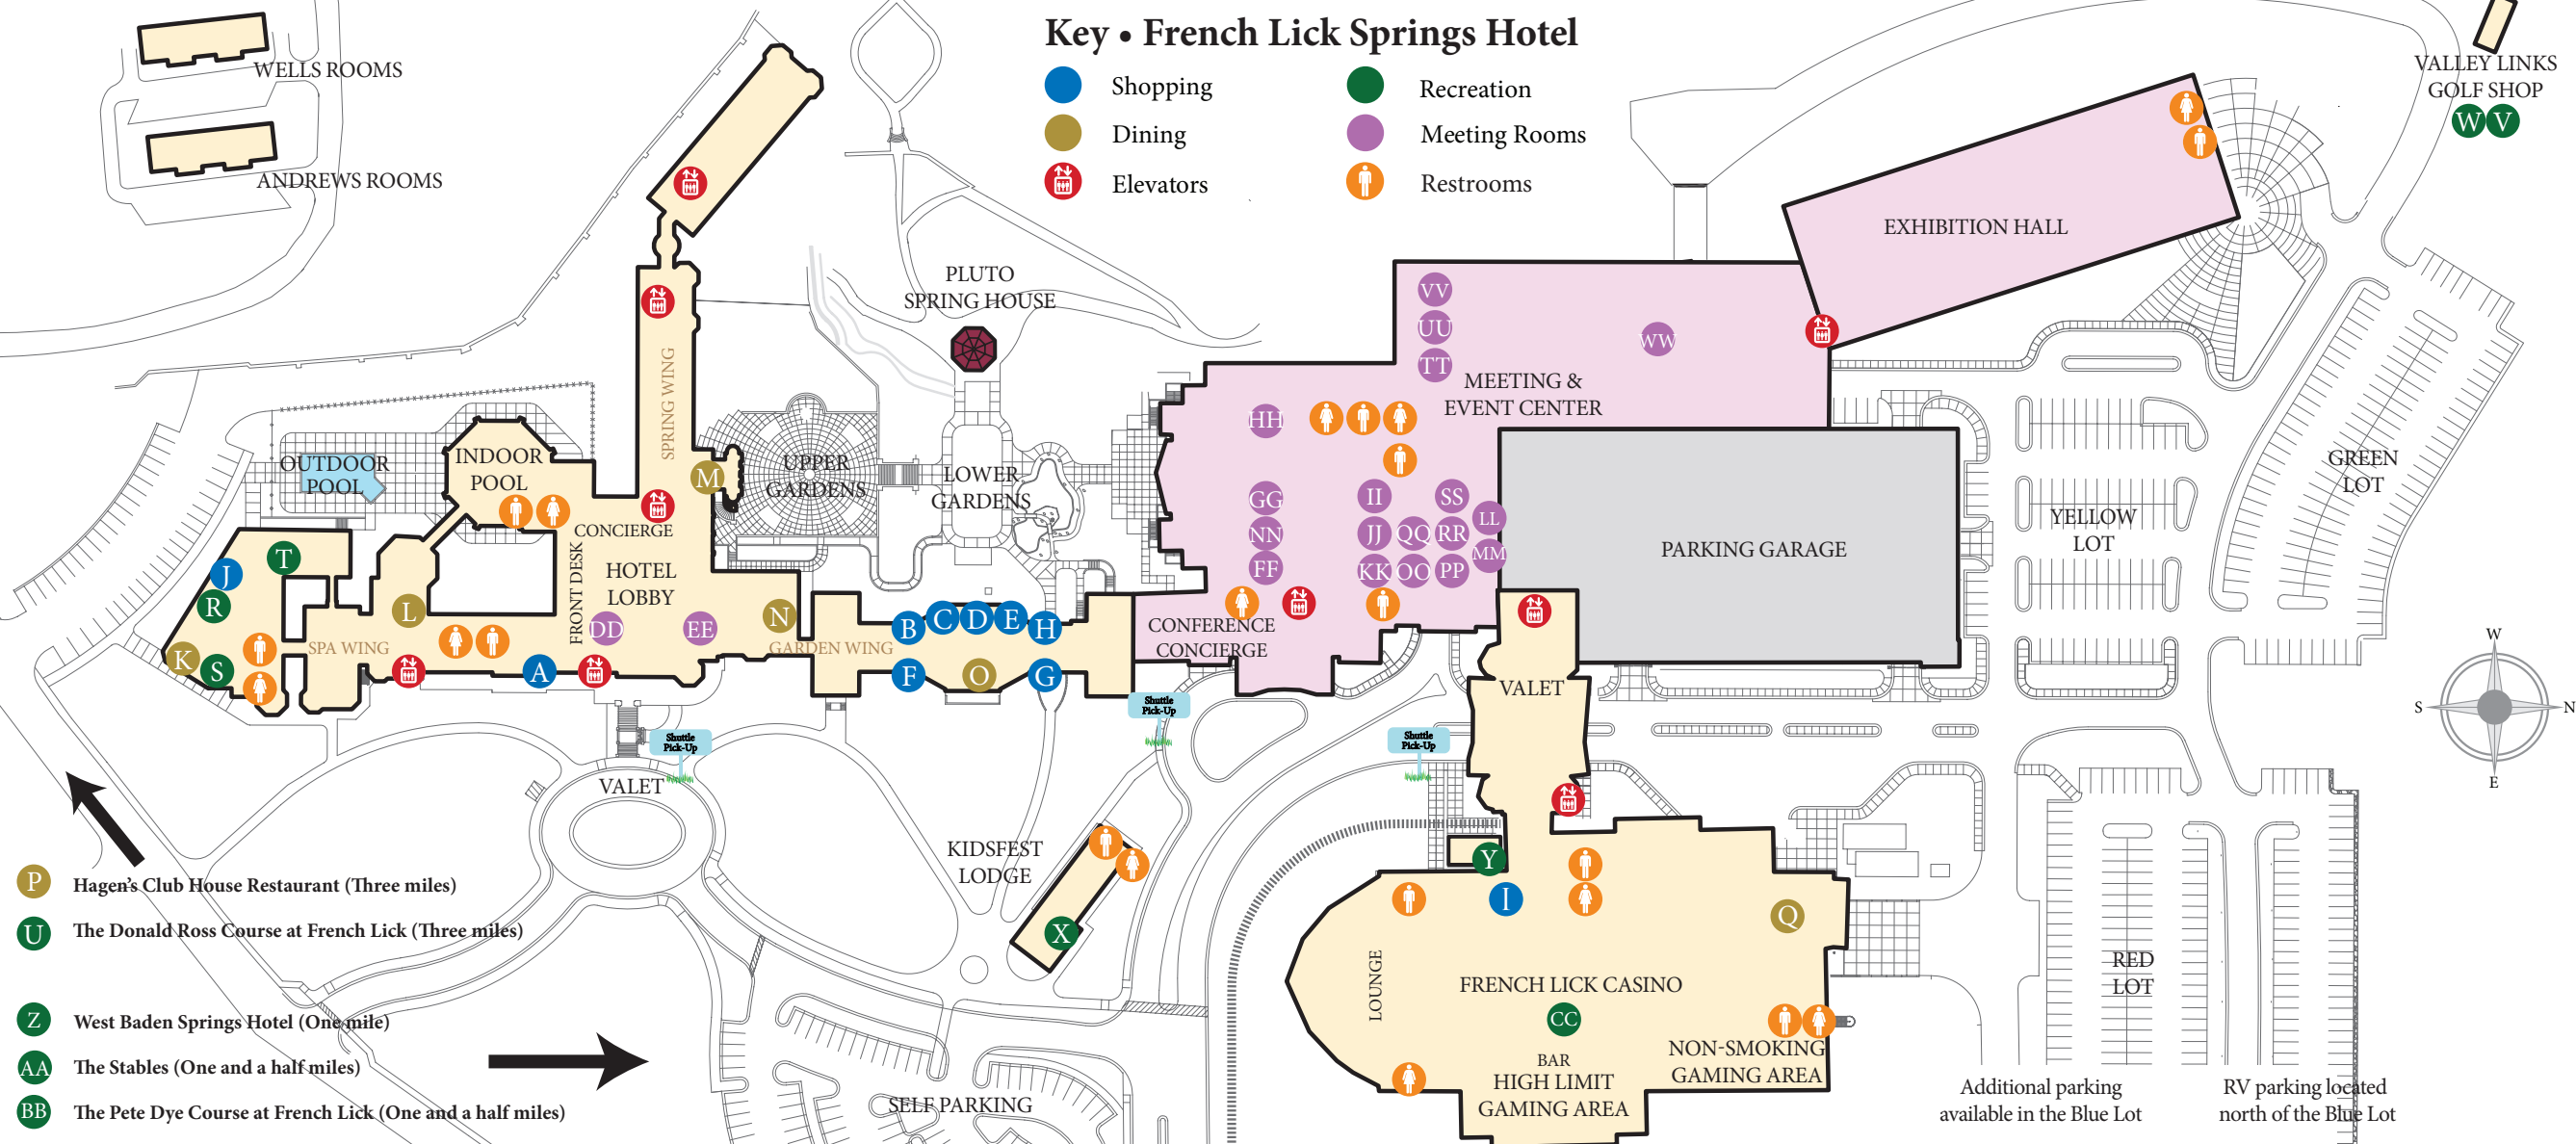 Key • French Lick Springs Hotel
Shopping
Recreation
Dining
Meeting Rooms
Elevators
Restrooms
WELLS ROOMS
ANDREWS ROOMS
VALLEY LINKS
GOLF SHOP
W V
EXHIBITION HALL
PLUTO
SPRING HOUSE
SPRING WING
VV
UU
TT
WW
MEETING &
EVENT CENTER
HH
OUTDOOR
POOL
INDOOR
POOL
M
UPPER
GARDENS
LOWER
GARDENS
GG
NN
FF
II
SS
LL
JJ
QQ
RR
MM
KK
OO
PP
PARKING GARAGE
YELLOW
LOT
GREEN
LOT
CONCIERGE
FRONT DESK
HOTEL
LOBBY
DD
EE
T
J
R
K
S
L
SPA WING
A
N
GARDEN WING
B
C
D
E
H
F
O
G
CONFERENCE
CONCIERGE
VALET
Shuttle
Pick-Up
Shuttle
Pick-Up
Shuttle
Pick-Up
VALET
W
S
N
E
KIDSFEST
LODGE
X
Y
I
Q
LOUNGE
FRENCH LICK CASINO
CC
BAR
HIGH LIMIT
GAMING AREA
NON-SMOKING
GAMING AREA
RED
LOT
P
Hagen's Club House Restaurant (Three miles)
U
The Donald Ross Course at French Lick (Three miles)
Z
West Baden Springs Hotel (One mile)
AA
The Stables (One and a half miles)
BB
The Pete Dye Course at French Lick (One and a half miles)
SELF PARKING
Additional parking
available in the Blue Lot
RV parking located
north of the Blue Lot